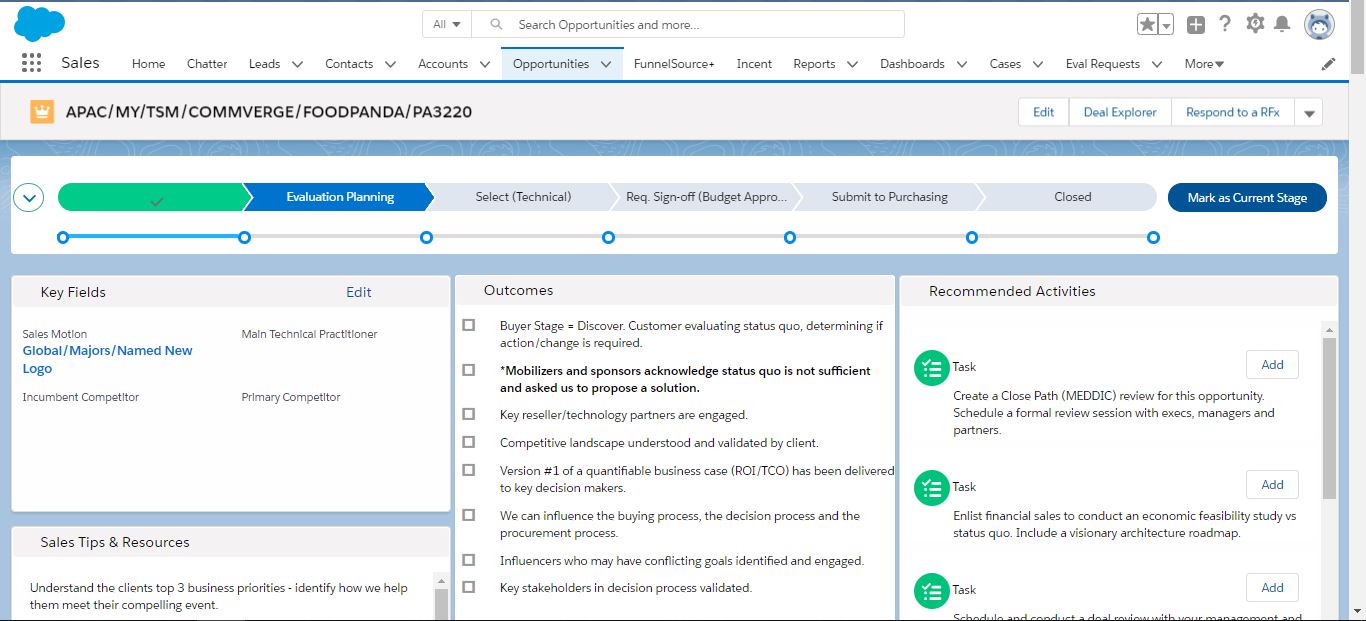 All
Search Opportunities and more...
Sales
Home
Chatter
Leads
Contacts
Accounts
Opportunities
FunnelSource+
Incent
Reports
Dashboards
Cases
Eval Requests
More
APAC/MY/TSM/COMMVERGE/FOODPANDA/PA3220
Edit
Deal Explorer
Respond to a RFx
Evaluation Planning
Select (Technical)
Req. Sign-off (Budget Appro...
Submit to Purchasing
Closed
Mark as Current Stage
Key Fields
Edit
Sales Motion
Global/Majors/Named New
Logo
Main Technical Practitioner
Incumbent Competitor
Primary Competitor
Sales Tips & Resources
Understand the clients top 3 business priorities - identify how we help
them meet their compelling event.
Outcomes
Buyer Stage = Discover. Customer evaluating status quo, determining if
action/change is required.
*Mobilizers and sponsors acknowledge status quo is not sufficient
and asked us to propose a solution.
Key reseller/technology partners are engaged.
Competitive landscape understood and validated by client.
Version #1 of a quantifiable business case (ROI/TCO) has been delivered
to key decision makers.
We can influence the buying process, the decision process and the
procurement process.
Influencers who may have conflicting goals identified and engaged.
Key stakeholders in decision process validated.
Recommended Activities
Task
Add
Create a Close Path (MEDDIC) review for this opportunity.
Schedule a formal review session with execs, managers and
partners.
Task
Add
Enlist financial sales to conduct an economic feasibility study vs
status quo. Include a visionary architecture roadmap.
Task
Add
Schedule and conduct a deal review with your management and